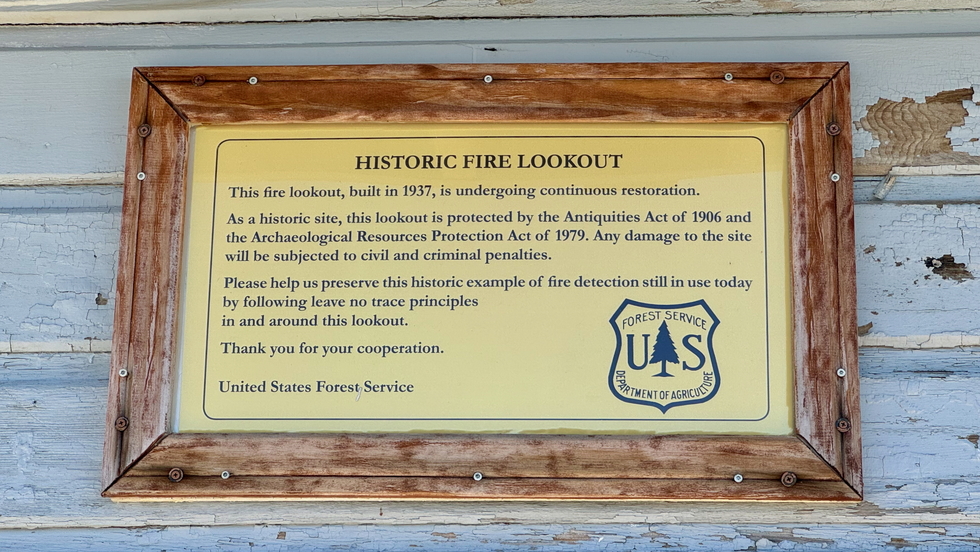 HISTORIC FIRE LOOKOUT
This fire lookout, built in 1937, is undergoing continuous restoration.
As a historic site, this lookout is protected by the Antiquities Act of 1906 and
the Archaeological Resources Protection Act of 1979. Any damage to the site
will be subjected to civil and criminal penalties.
Please help us preserve this historic example of fire detection still in use today
by following leave no trace principles
in and around this lookout.
Thank you for your cooperation.
United States Forest Service
FOREST SERVICE
U S
DEPARTMENT OF AGRICULTURE